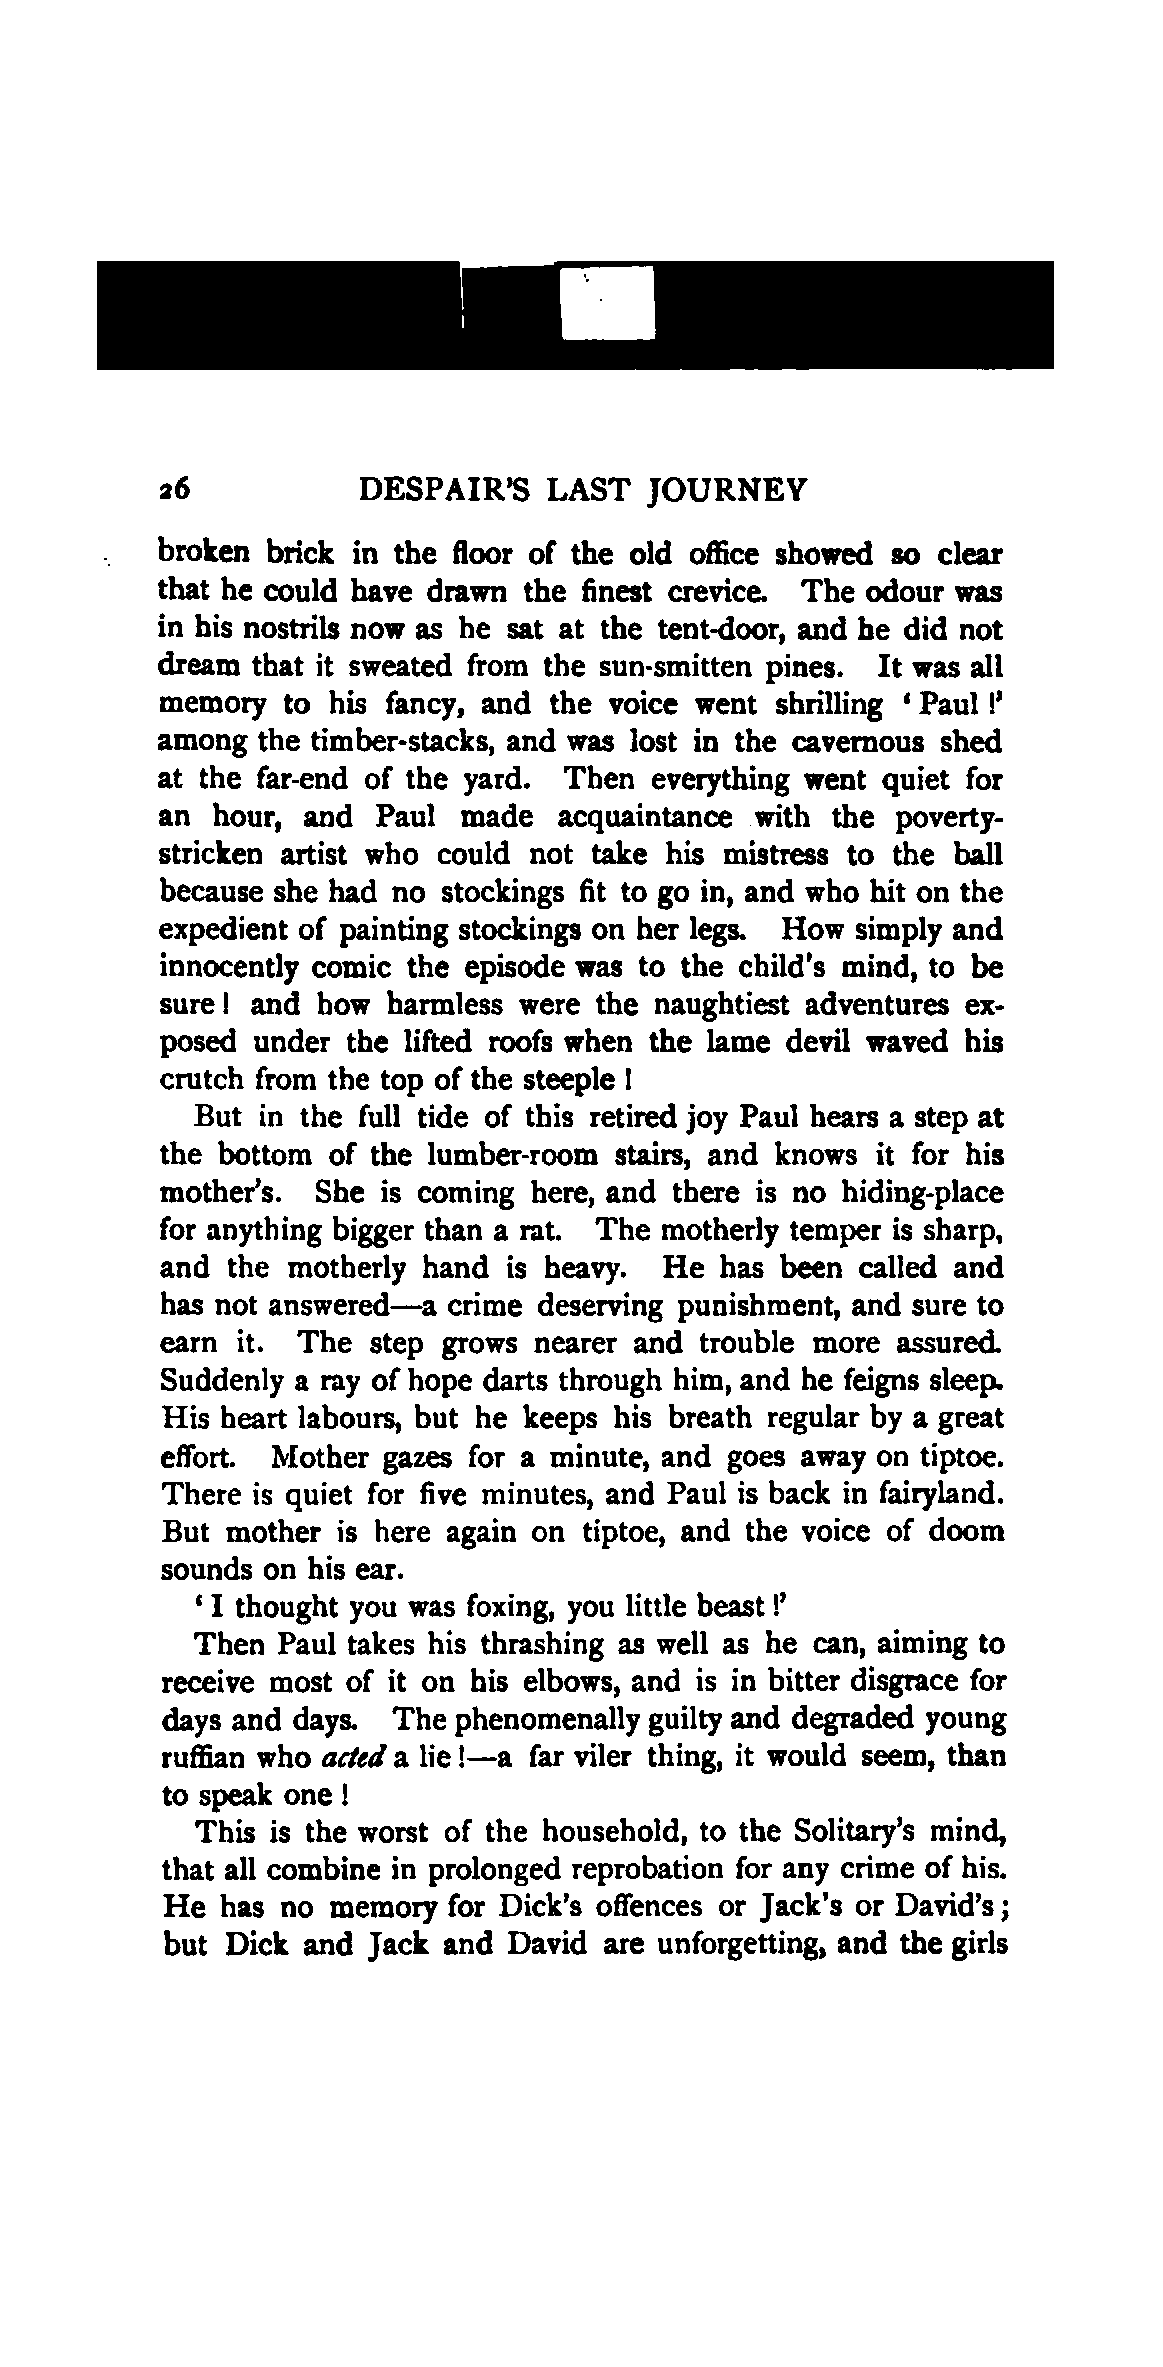 26 DESPAIR'S LAST JOURNEY
broken brick in the floor of the old office showed so clear
that he could have drawn the finest crevice. The odour was
in his nostrils now as he sat at the tent-door, and he did not
dream that it sweated from the sun-smitten pines. It was all
memory to his fancy, and the voice went shrilling ‘Paul!’
among the timber-stacks, and was lost in the cavernous shed
at the far-end of the yard. Then everything went quiet for
an hour, and Paul made acquaintance with the poverty-
stricken artist who could not take his mistress to the ball
because she had no stockings fit to go in, and who hit on the
expedient of painting stockings on her legs. How simply and
innocently comic the episode was to the child's mind, to be
sure! and how harmless were the naughtiest adventures ex-
posed under the lifted roofs when the lame devil waved his
crutch from the top of the steeple!
But in the full tide of this retired joy Paul hears a step at
the bottom of the lumber-room stairs, and knows it for his
mother's. She is coming here, and there is no hiding-place
for anything bigger than a rat. The motherly temper is sharp,
and the motherly hand is heavy. He has been called and
has not answered—a crime deserving punishment, and sure to
earn it. The step grows nearer and trouble more assured.
Suddenly a ray of hope darts through him, and he feigns sleep.
His heart labours, but he keeps his breath regular by a great
effort. Mother gazes for a minute, and goes away on tiptoe.
There is quiet for five minutes, and Paul is back in fairyland.
But mother is here again on tiptoe, and the voice of doom
sounds on his ear.
‘I thought you was foxing, you little beast!’
Then Paul takes his thrashing as well as he can, aiming to
receive most of it on his elbows, and is in bitter disgrace for
days and days. The phenomenally guilty and degraded young
ruffian who acted a lie!—a far viler thing, it would seem, than
to speak one!
This is the worst of the household, to the Solitary's mind,
that all combine in prolonged reprobation for any crime of his.
He has no memory for Dick's offences or Jack's or David's;
but Dick and Jack and David are unforgetting, and the girls